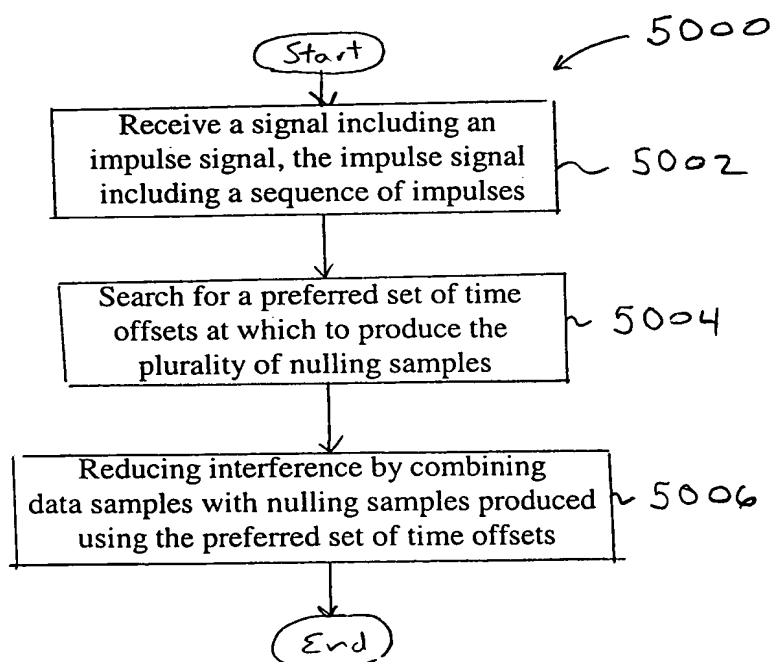 5000
Start
Receive a signal including an
impulse signal, the impulse signal
including a sequence of impulses
5002
Search for a preferred set of time
offsets at which to produce the
plurality of nulling samples
5004
Reducing interference by combining
data samples with nulling samples produced
using the preferred set of time offsets
5006
End